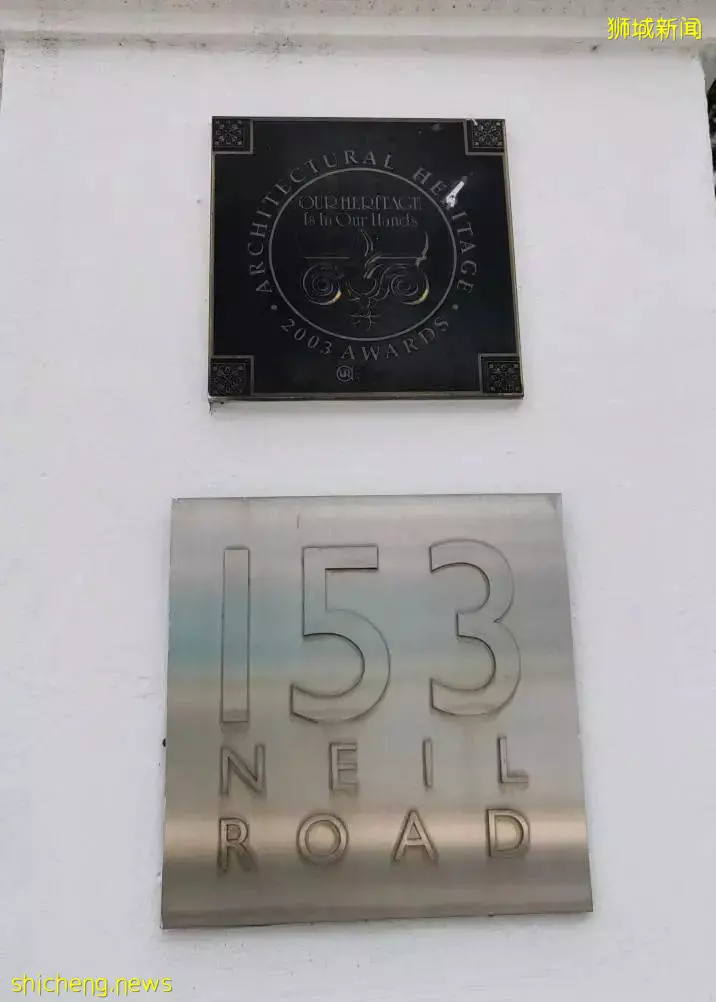 狮城新闻
ARCHITECTURAL HERITAGE
OUR HERITAGE
Is In Our Hands
• 2003 AWARDS •
153
NEIL
ROAD
shicheng.news